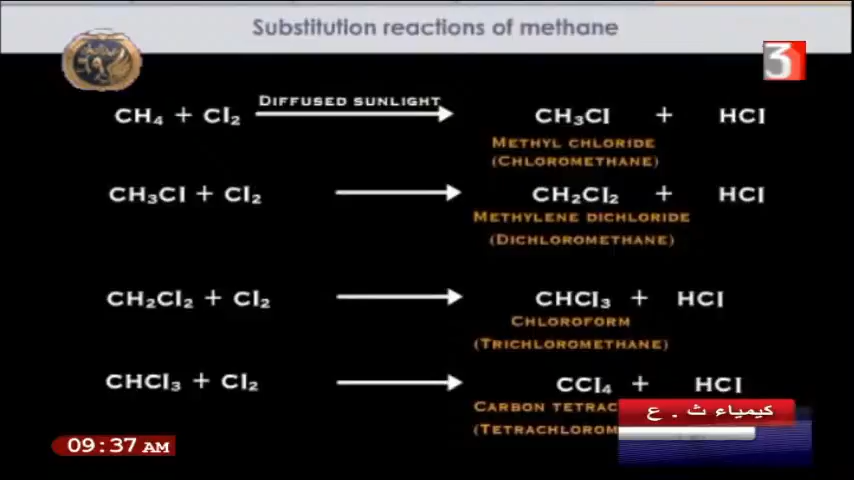 Substitution reactions of methane
3
CH₄ + Cl₂ DIFFUSED SUNLIGHT CH₃Cl + HCl
METHYL CHLORIDE
(CHLOROMETHANE)
CH₃Cl + Cl₂ CH₂Cl₂ + HCl
METHYLENE DICHLORIDE
(DICHLOROMETHANE)
CH₂Cl₂ + Cl₂ CHCl₃ + HCl
CHLOROFORM
(TRICHLOROMETHANE)
CHCl₃ + Cl₂ CCl₄ + HCl
CARBON TETRAC
(TETRACHLOROM
كيمياء ث . ع
09:37 AM